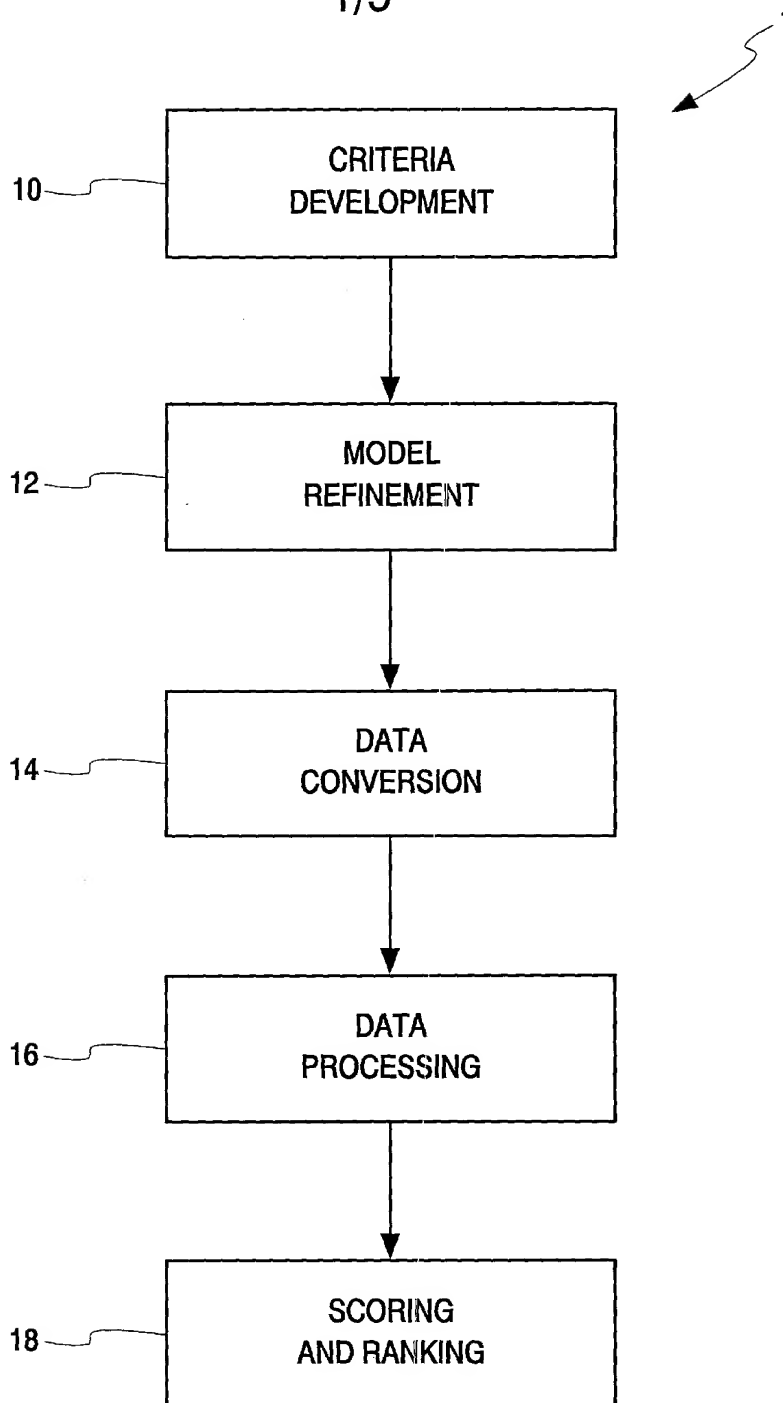 10
CRITERIA
DEVELOPMENT
12
MODEL
REFINEMENT
14
DATA
CONVERSION
16
DATA
PROCESSING
18
SCORING
AND RANKING